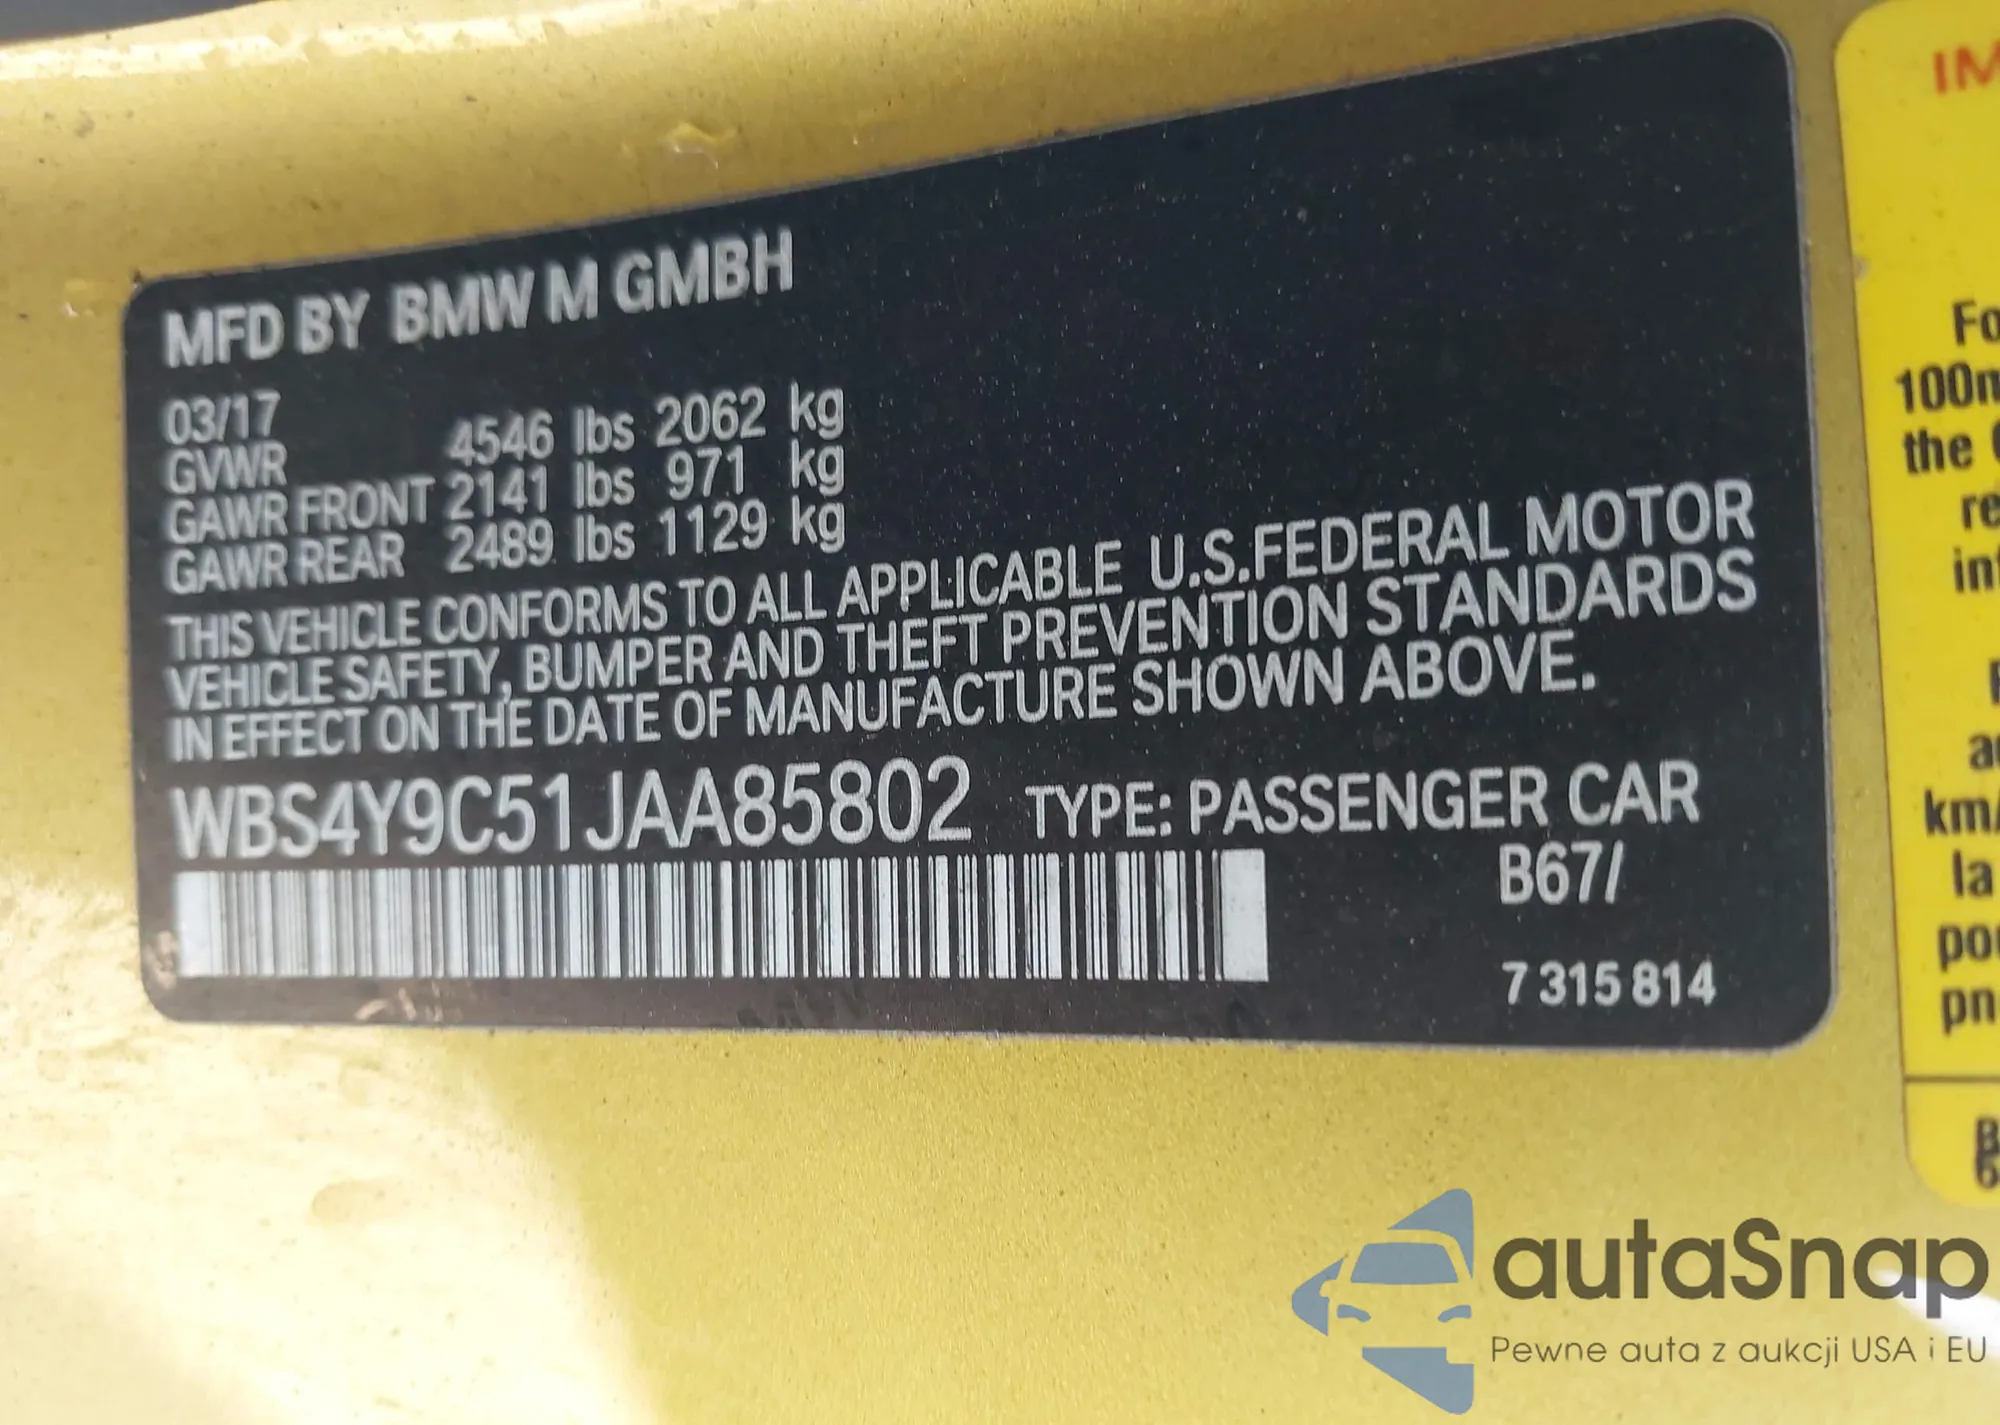 MFD BY BMW M GMBH
03/17
GVWR 4546 lbs 2062 kg
GAWR FRONT 2141 lbs 971 kg
GAWR REAR 2489 lbs 1129 kg
THIS VEHICLE CONFORMS TO ALL APPLICABLE U.S.FEDERAL MOTOR
VEHICLE SAFETY, BUMPER AND THEFT PREVENTION STANDARDS
IN EFFECT ON THE DATE OF MANUFACTURE SHOWN ABOVE.
WBS4Y9C51JAA85802 TYPE: PASSENGER CAR
B67/
7 315 814
the
km/
la
autaSnap
Pewne auta z aukcji USA i EU